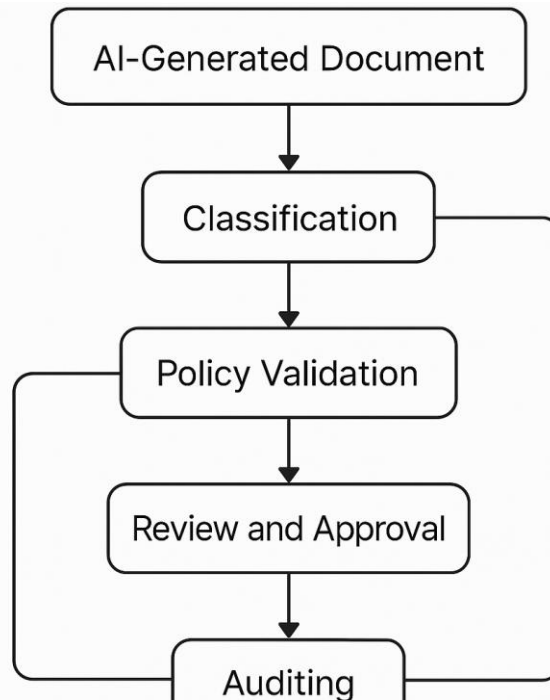 AI-Generated Document
Classification
Policy Validation
Review and Approval
Auditing